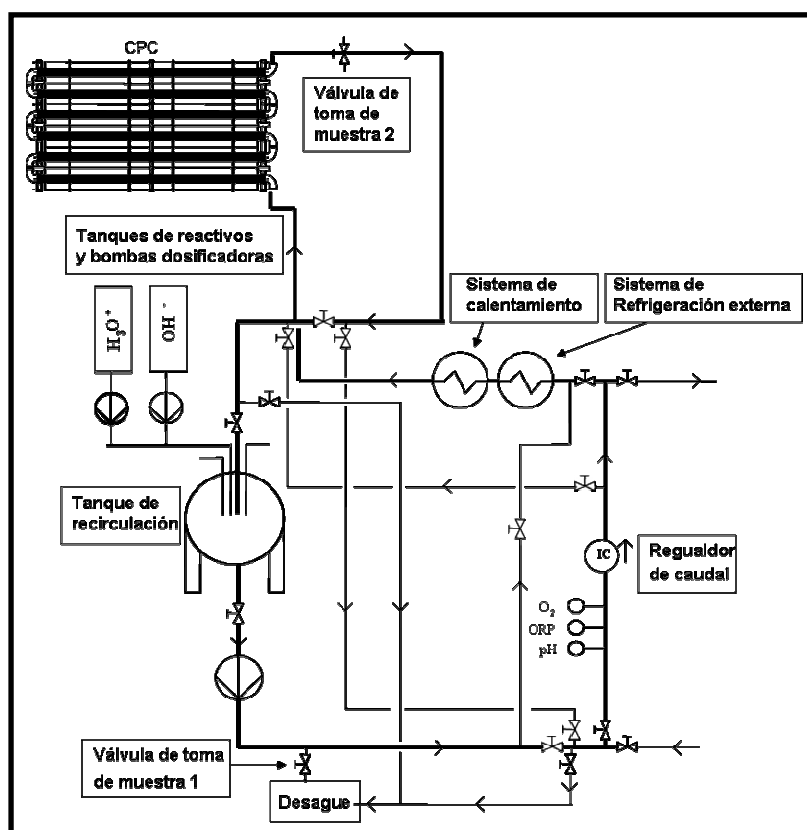 CPC
Válvula de
toma de
muestra 2
Tanques de reactivos
y bombas dosificadoras
Sistema de
calentamiento
Sistema de
Refrigeración externa
H₃O⁺
OH⁻
Tanque de
recirculación
IC
Regualdor
de caudal
O₂
ORP
pH
Válvula de toma
de muestra 1
Desague